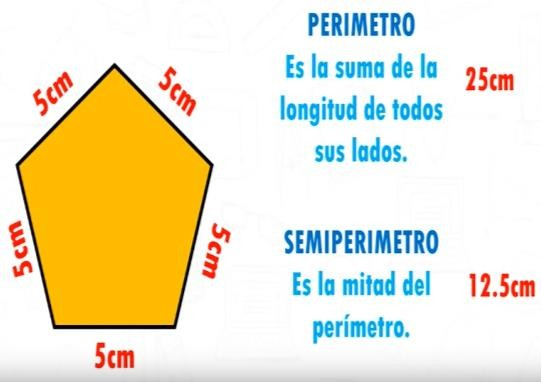 PERIMETRO
Es la suma de la
longitud de todos
sus lados.
25cm
5cm
5cm
5cm
5cm
5cm
SEMIPERIMETRO
Es la mitad del
perímetro.
12.5cm